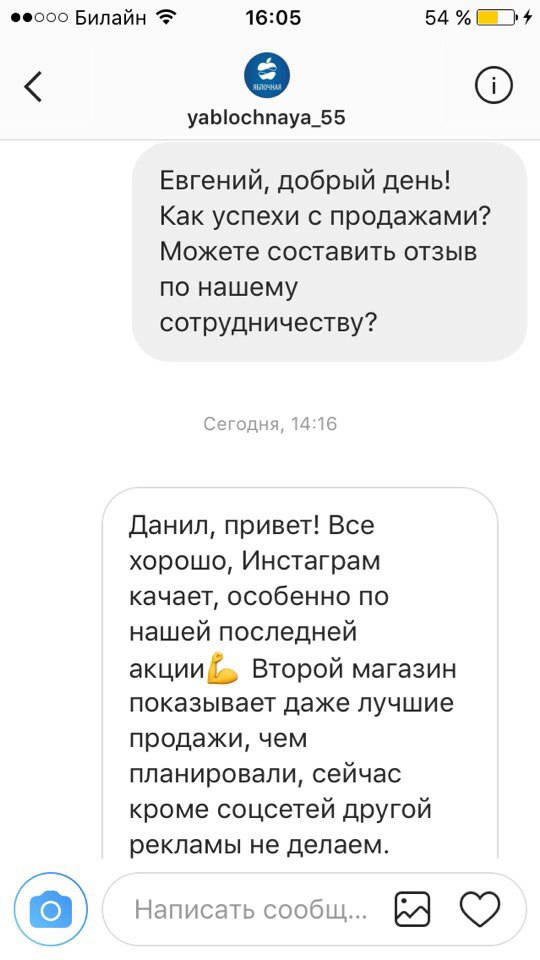 Билайн 16:05 54 %
ЯБЛОЧНАЯ
yablochnaya_55
Евгений, добрый день!
Как успехи с продажами?
Можете составить отзыв
по нашему
сотрудничеству?
Сегодня, 14:16
Данил, привет! Все
хорошо, Инстаграм
качает, особенно по
нашей последней
акции💪 Второй магазин
показывает даже лучшие
продажи, чем
планировали, сейчас
кроме соцсетей другой
рекламы не делаем.
Написать сообщ...